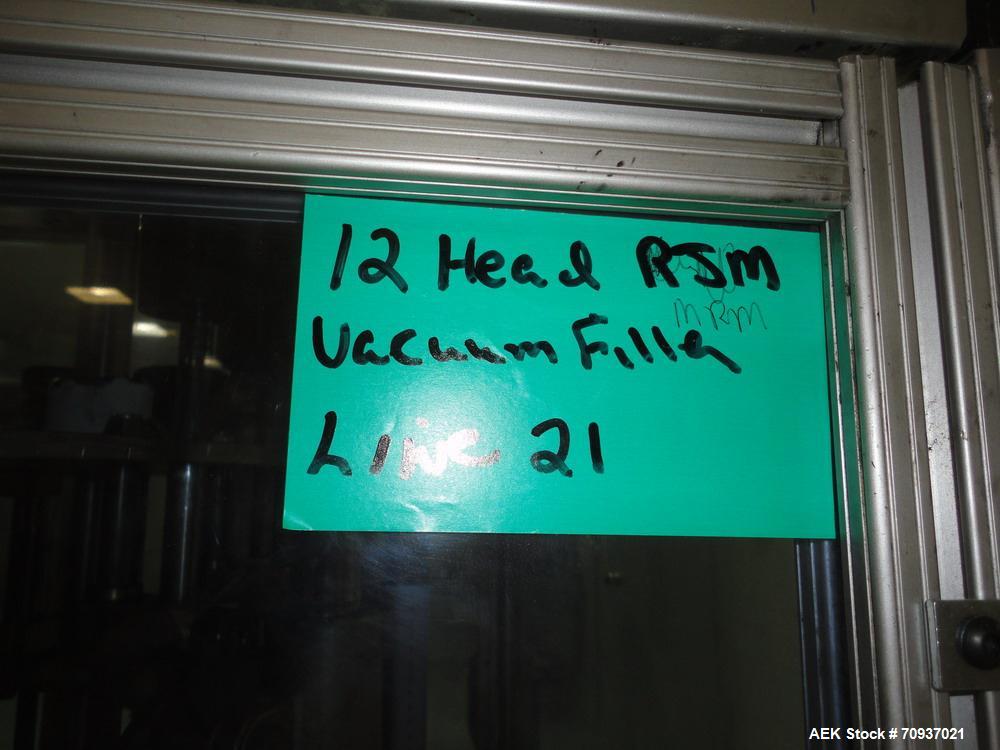 12 Head RSM
MRM
Vacuum Filler
Line 21
AEK Stock # 70937021